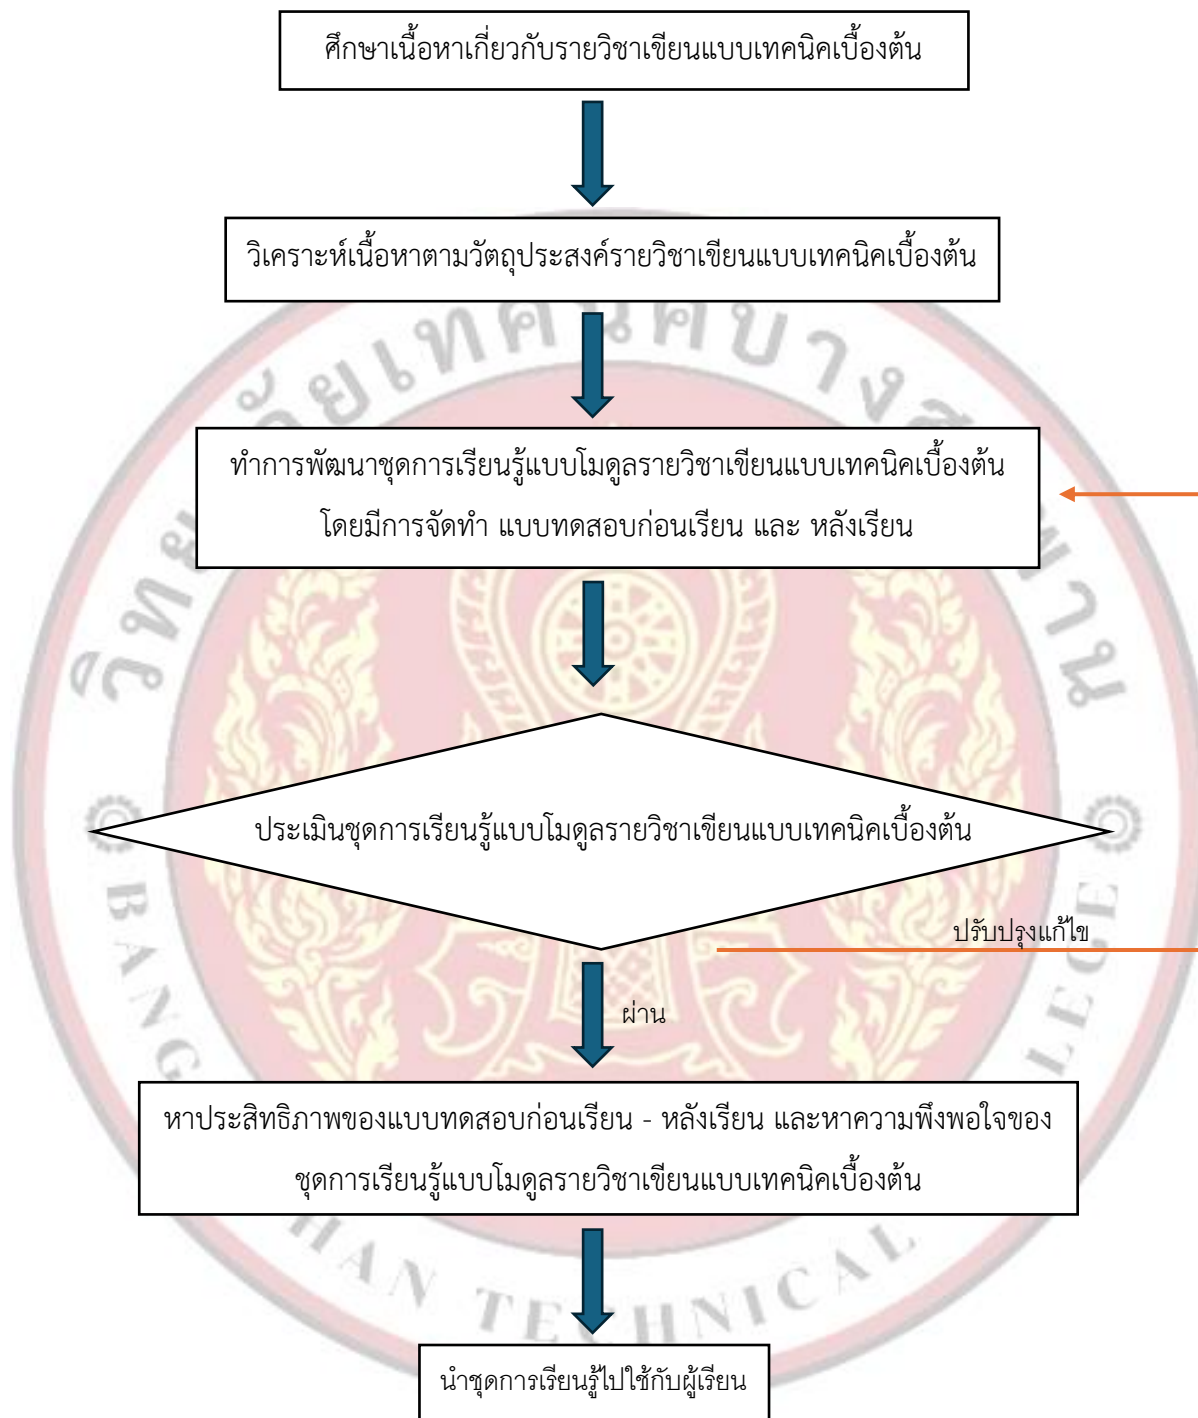 ศึกษาเนื้อหาเกี่ยวกับรายวิชาเขียนแบบเทคนิคเบื้องต้น
วิเคราะห์เนื้อหาตามวัตถุประสงค์รายวิชาเขียนแบบเทคนิคเบื้องต้น
ทำการพัฒนาชุดการเรียนรู้แบบโมดูลรายวิชาเขียนแบบเทคนิคเบื้องต้น
โดยมีการจัดทำ แบบทดสอบก่อนเรียน และ หลังเรียน
ประเมินชุดการเรียนรู้แบบโมดูลรายวิชาเขียนแบบเทคนิคเบื้องต้น
ปรับปรุงแก้ไข
ผ่าน
หาประสิทธิภาพของแบบทดสอบก่อนเรียน - หลังเรียน และหาความพึงพอใจของ
ชุดการเรียนรู้แบบโมดูลรายวิชาเขียนแบบเทคนิคเบื้องต้น
นำชุดการเรียนรู้ไปใช้กับผู้เรียน
BANG HAN TECHNICAL LEGE